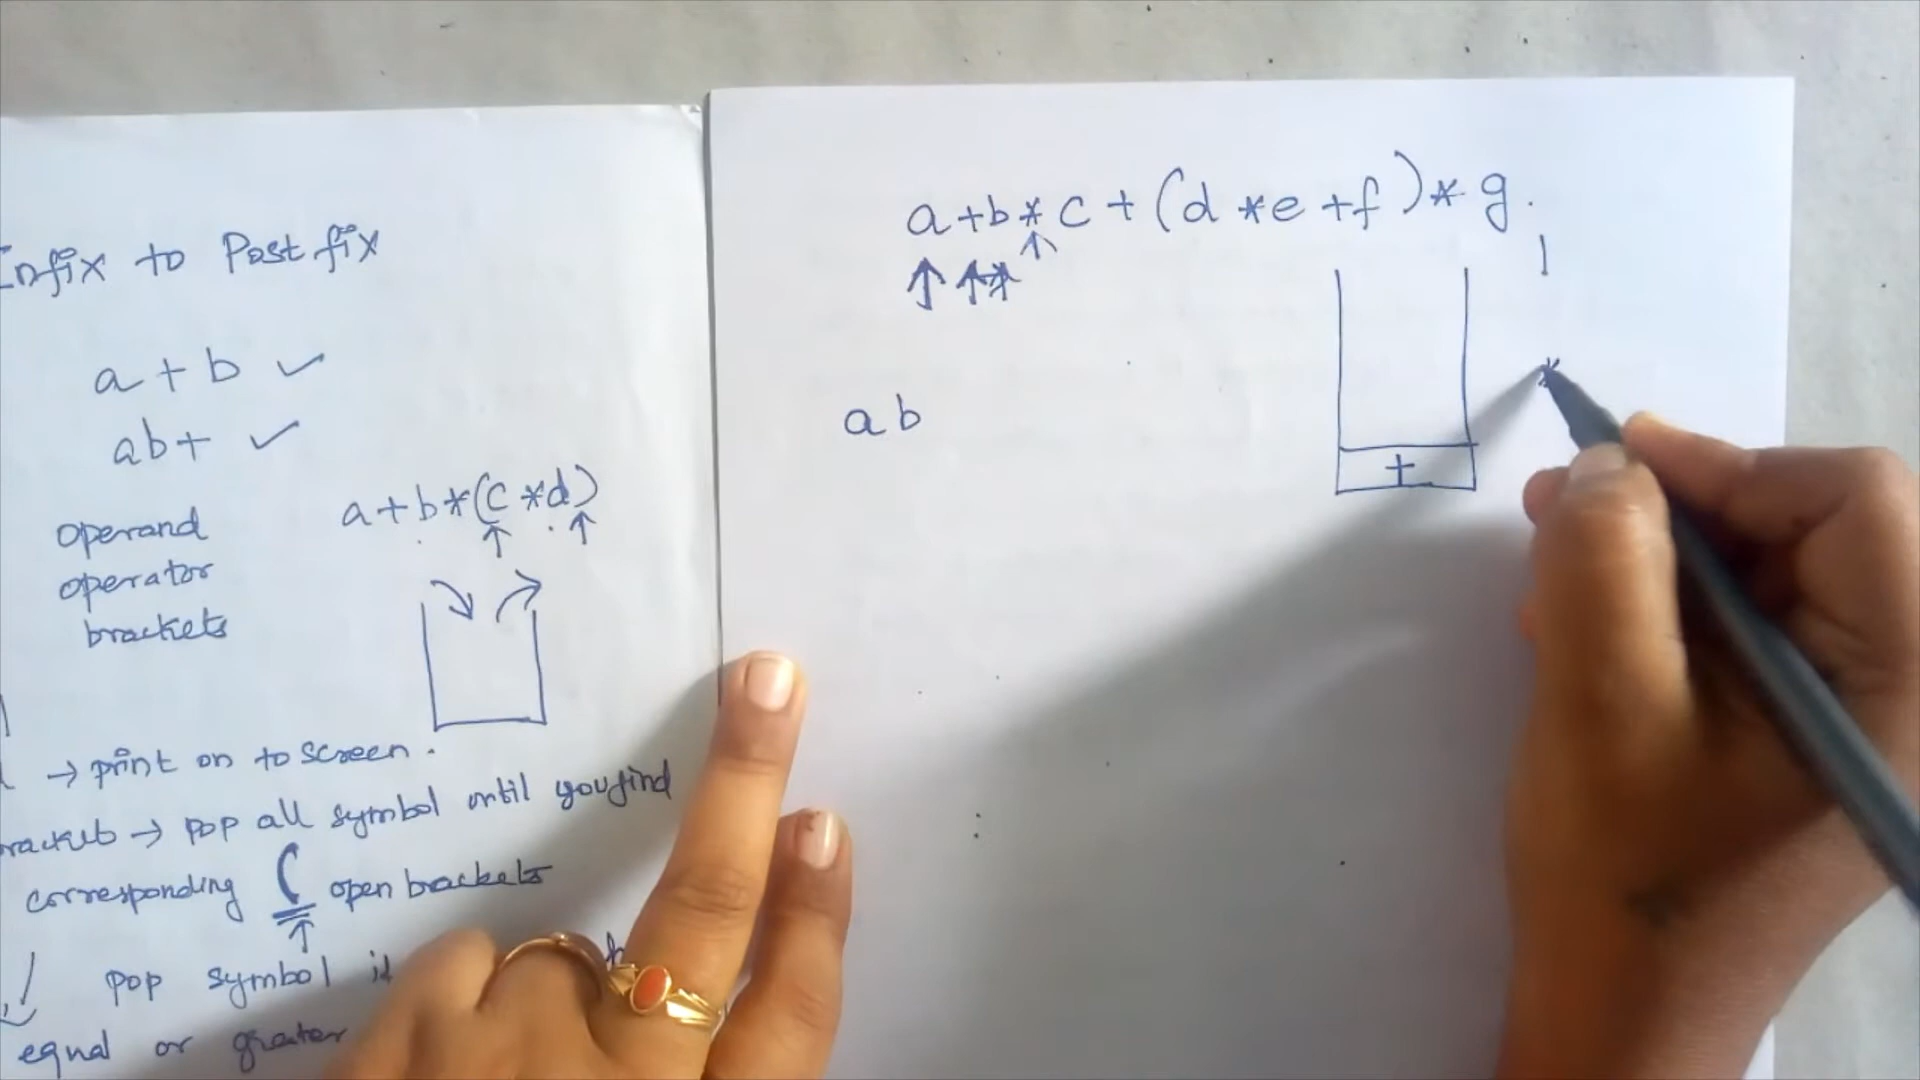 Infix to Postfix
a + b ✓
ab+ ✓
operand
operator
brackets
a+b*(c*d)
→ print on to screen.
→ pop all symbol until you find
corresponding ( open brackets
pop symbol
equal or greater
a+b*c+(d*e+f)*g.
ab
+
*